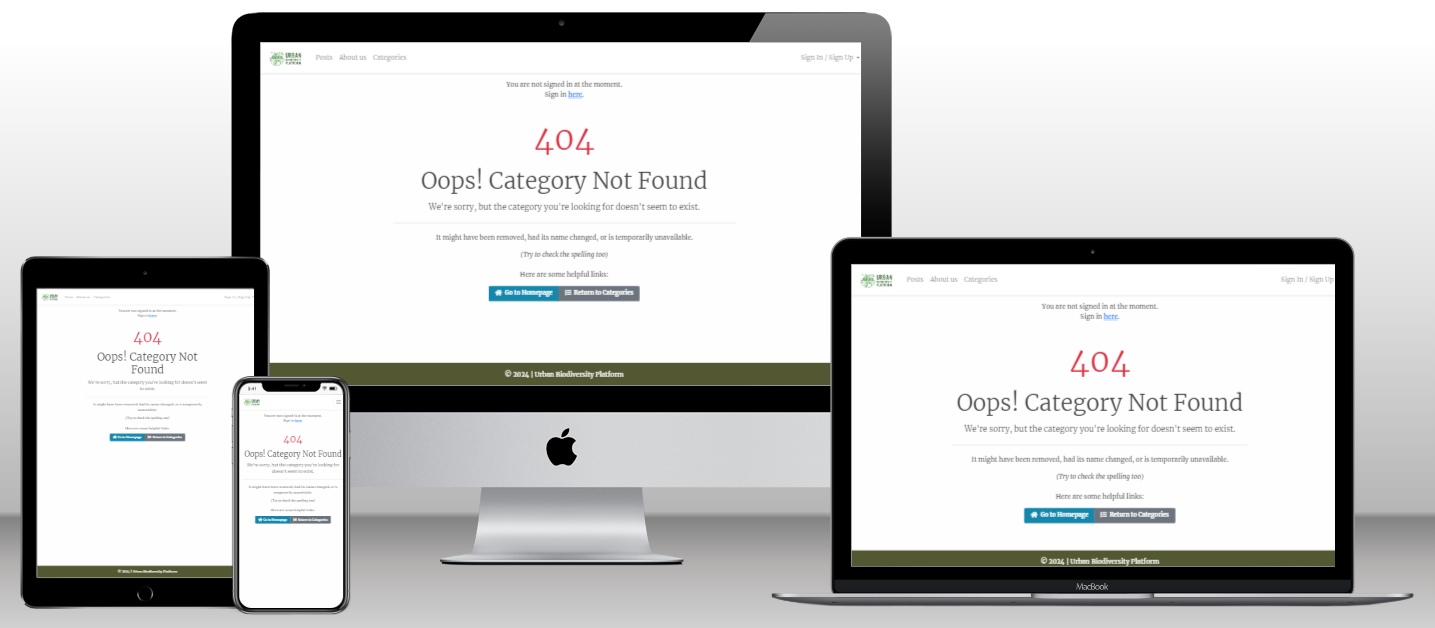 URBAN
BIODIVERSITY
PLATFORM
Posts About us Categories
Sign In / Sign Up
You are not signed in at the moment.
Sign in here.
404
Oops! Category Not Found
We're sorry, but the category you're looking for doesn't seem to exist.
It might have been removed, had its name changed, or is temporarily unavailable.
(Try to check the spelling too)
Here are some helpful links:
Go to Homepage Return to Categories
© 2024 | Urban Biodiversity Platform
Posts About us Categories
Sign In / Sign Up
You are not signed in at the moment.
Sign in here.
404
Oops! Category Not
Found
We're sorry, but the category you're looking for doesn't seem
to exist.
It might have been removed, had its name changed, or is temporarily
unavailable.
(Try to check the spelling too)
Here are some helpful links:
Go to Homepage Return to Categories
© 2024 | Urban Biodiversity Platform
9:41
You are not signed in at the moment.
Sign in here.
404
Oops! Category Not Found
We're sorry, but the category you're looking for
doesn't seem to exist.
It might have been removed, had its name changed, or is
temporarily unavailable.
(Try to check the spelling too)
Here are some helpful links:
Go to Homepage Return to Categories
URBAN
BIODIVERSITY
PLATFORM
Posts About us Categories
Sign In / Sign Up
You are not signed in at the moment.
Sign in here.
404
Oops! Category Not Found
We're sorry, but the category you're looking for doesn't seem to exist.
It might have been removed, had its name changed, or is temporarily unavailable.
(Try to check the spelling too)
Here are some helpful links:
Go to Homepage Return to Categories
© 2024 | Urban Biodiversity Platform
MacBook